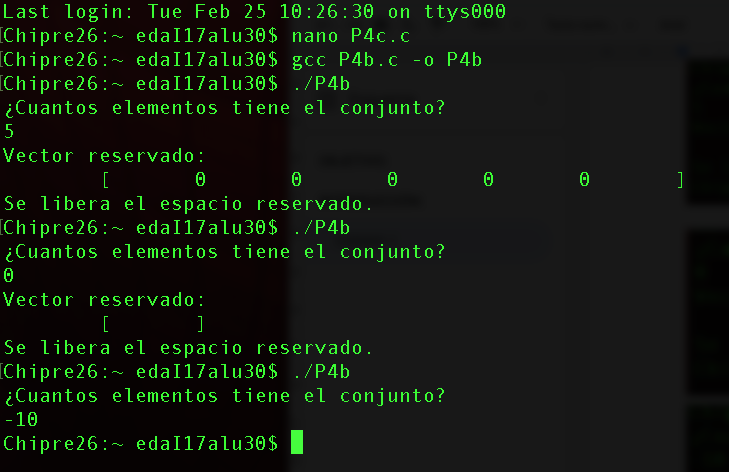 Last login: Tue Feb 25 10:26:30 on ttys000
[Chipre26:~ edaI17alu30$ nano P4c.c
[Chipre26:~ edaI17alu30$ gcc P4b.c -o P4b
[Chipre26:~ edaI17alu30$ ./P4b
¿Cuantos elementos tiene el conjunto?
5
Vector reservado:
[ 0 0 0 0 0 ]
Se libera el espacio reservado.
[Chipre26:~ edaI17alu30$ ./P4b
¿Cuantos elementos tiene el conjunto?
0
Vector reservado:
[ ]
Se libera el espacio reservado.
[Chipre26:~ edaI17alu30$ ./P4b
¿Cuantos elementos tiene el conjunto?
-10
Chipre26:~ edaI17alu30$